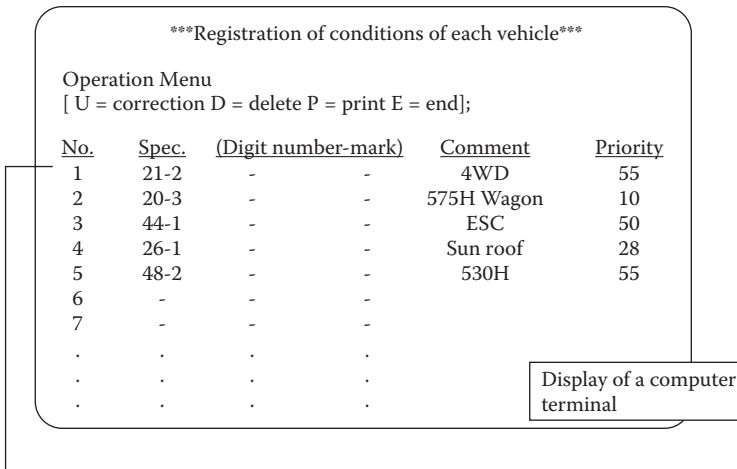 ***Registration of conditions of each vehicle***
Operation Menu
[ U = correction D = delete P = print E = end];
No. Spec. (Digit number-mark) Comment Priority
1 21-2 - - 4WD 55
2 20-3 - - 575H Wagon 10
3 44-1 - - ESC 50
4 26-1 - - Sun roof 28
5 48-2 - - 530H 55
6 - - -
7 - - -
. . . .
. . . .
. . . .
Display of a computer
terminal